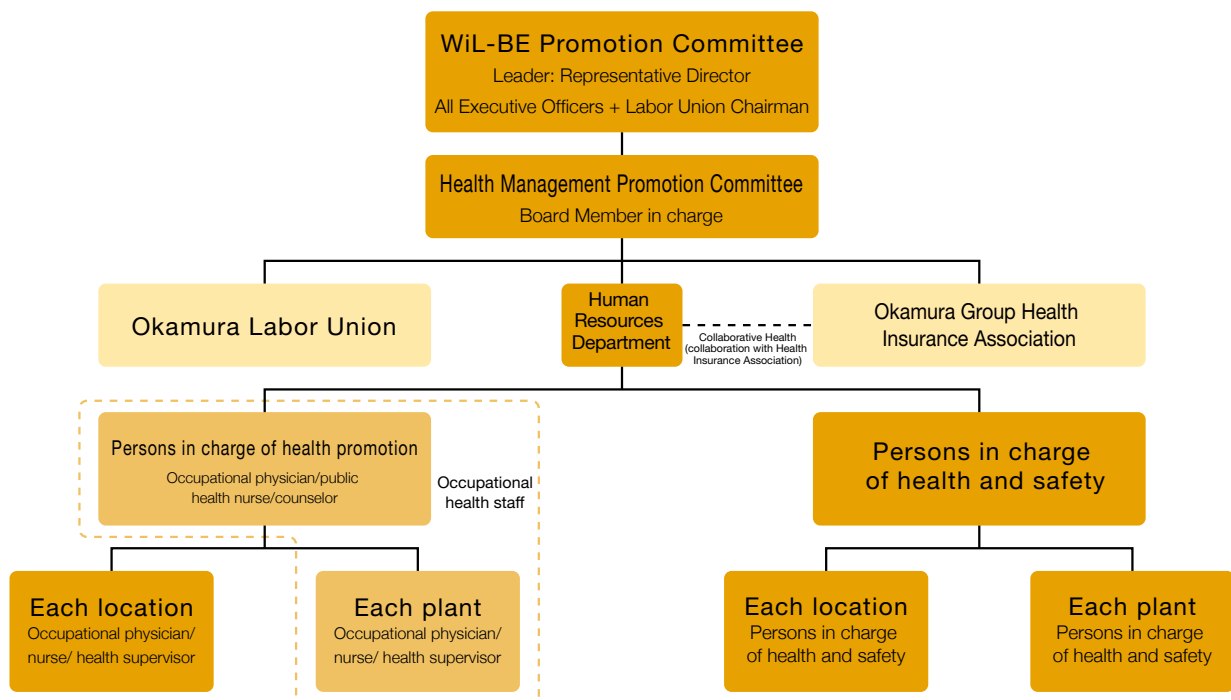 WiL-BE Promotion Committee
Leader: Representative Director
All Executive Officers + Labor Union Chairman
Health Management Promotion Committee
Board Member in charge
Okamura Labor Union
Human
Resources
Department
Collaborative Health
(collaboration with Health
Insurance Association)
Okamura Group Health
Insurance Association
Persons in charge of health promotion
Occupational physician/public
health nurse/counselor
Occupational
health staff
Persons in charge
of health and safety
Each location
Occupational physician/
nurse/ health supervisor
Each plant
Occupational physician/
nurse/ health supervisor
Each location
Persons in charge
of health and safety
Each plant
Persons in charge
of health and safety